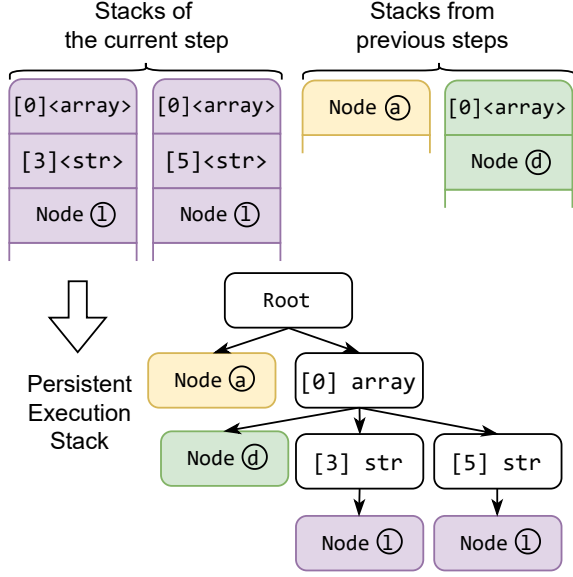 Stacks of
the current step
Stacks from
previous steps
[0]<array>
[0]<array>
Node ⓐ
[0]<array>
[3]<str>
[5]<str>
Node ⓓ
Node ①
Node ①
Root
Persistent
Execution
Stack
Node ⓐ
[0] array
Node ⓓ
[3] str
[5] str
Node ①
Node ①